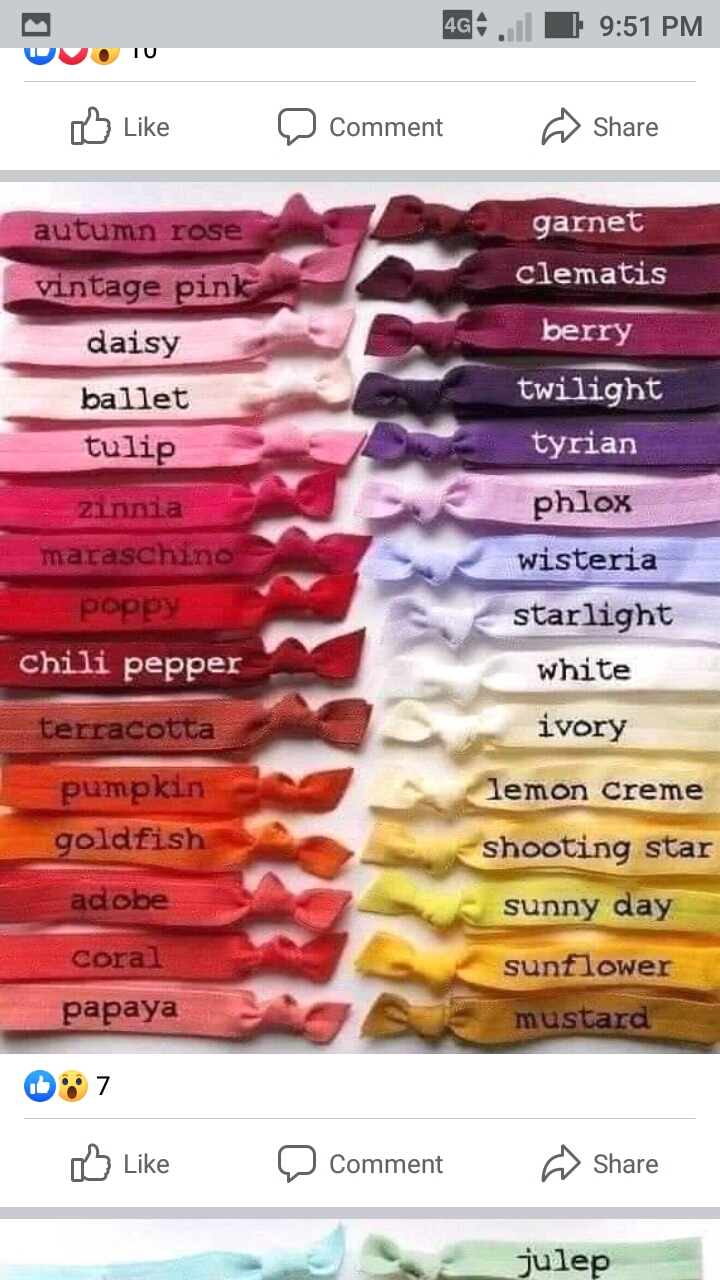 4G 9:51 PM
10
Like Comment Share
autumn rose
vintage pink
daisy
ballet
tulip
zinnia
maraschino
poppy
chili pepper
terracotta
pumpkin
goldfish
adobe
coral
papaya
garnet
clematis
berry
twilight
tyrian
phlox
wisteria
starlight
white
ivory
lemon creme
shooting star
sunny day
sunflower
mustard
7
Like Comment Share
julep